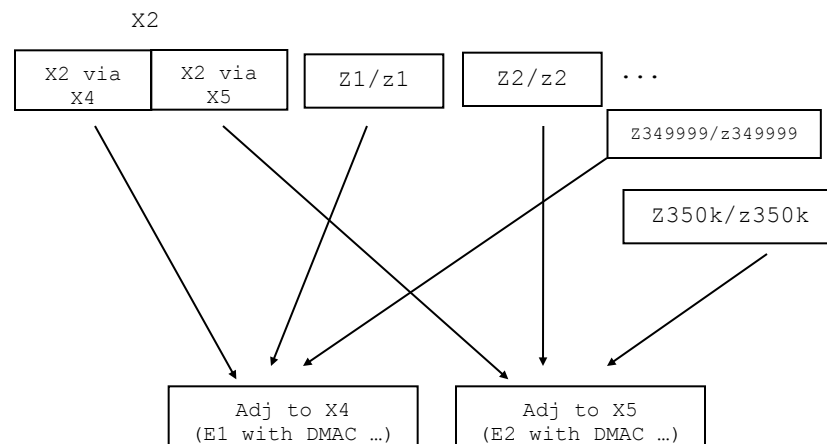 X2
X2 via
X4
X2 via
X5
Z1/z1
Z2/z2
...
Z349999/z349999
Z350k/z350k
Adj to X4
(E1 with DMAC …)
Adj to X5
(E2 with DMAC …)